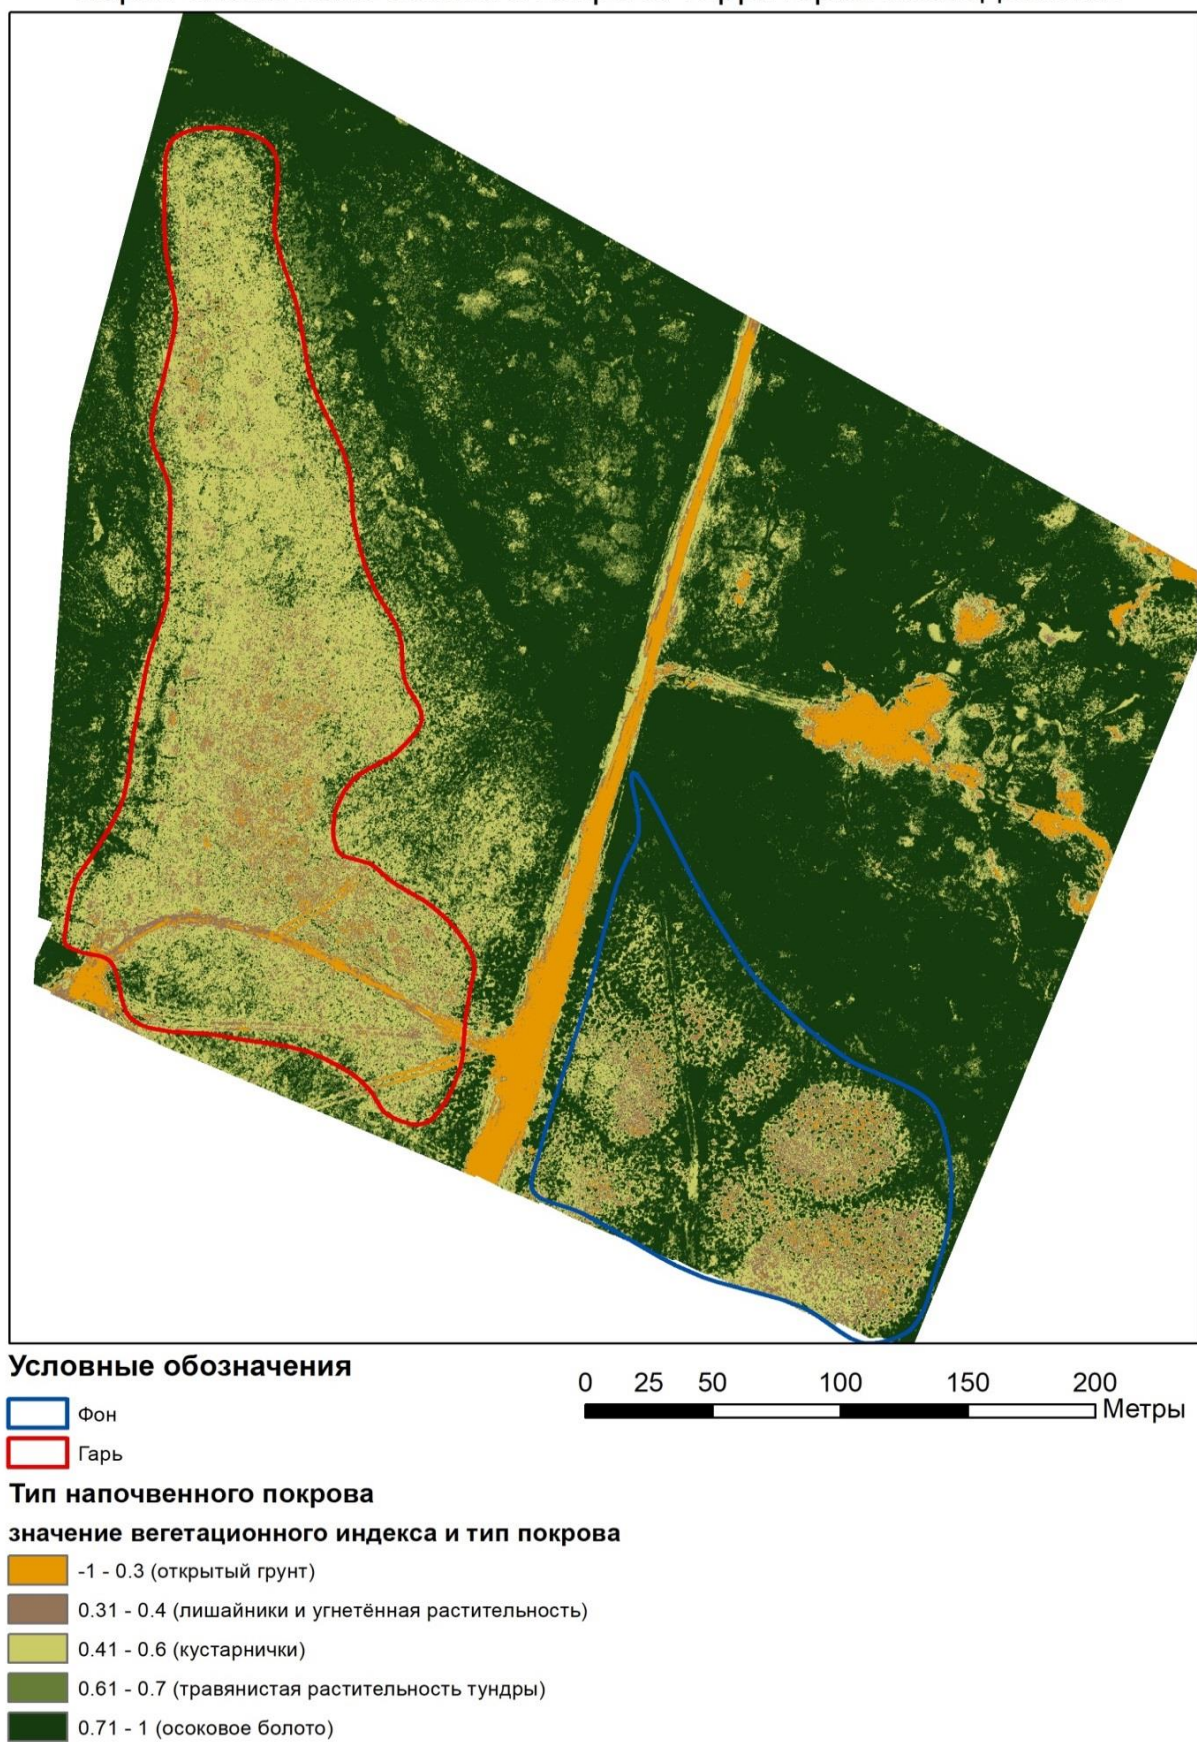 Условные обозначения
0 25 50 100 150 200
Метры
Фон
Гарь
Тип напочвенного покрова
значение вегетационного индекса и тип покрова
-1 - 0.3 (открытый грунт)
0.31 - 0.4 (лишайники и угнетённая растительность)
0.41 - 0.6 (кустарнички)
0.61 - 0.7 (травянистая растительность тундры)
0.71 - 1 (осоковое болото)